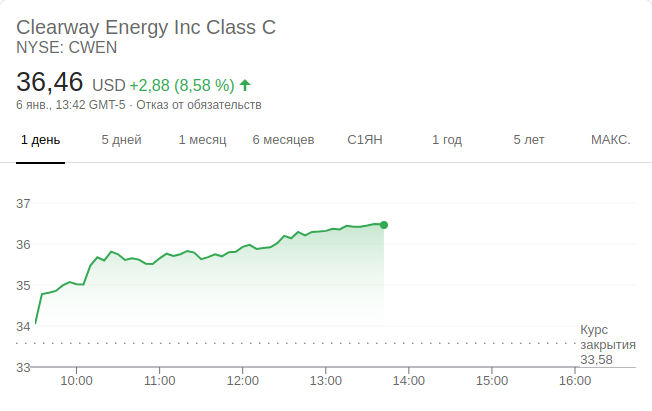 Clearway Energy Inc Class C
NYSE: CWEN
36,46 USD +2,88 (8,58 %) ↑
6 янв., 13:42 GMT-5 · Отказ от обязательств
1 день 5 дней 1 месяц 6 месяцев С1ЯН 1 год 5 лет МАКС.
37
36
35
34
Курс
закрытия
33,58
33
10:00 11:00 12:00 13:00 14:00 15:00 16:00